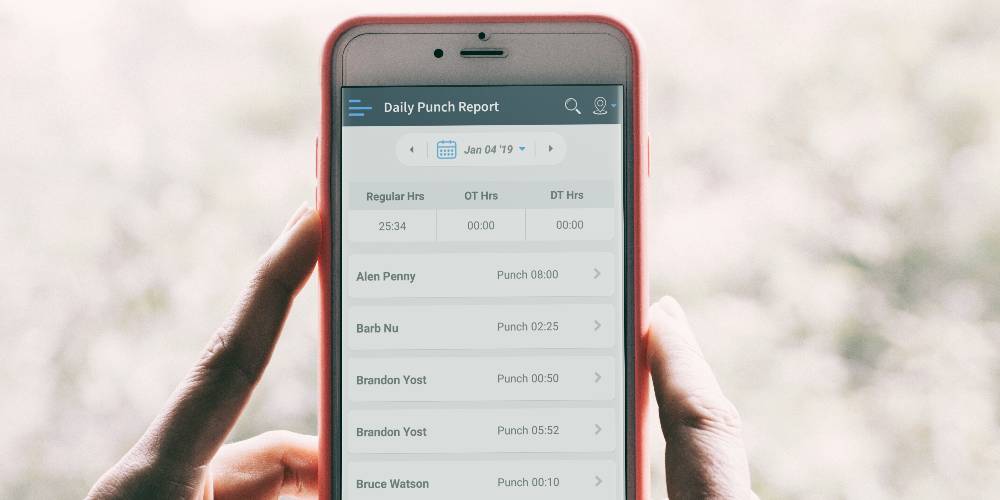 Daily Punch Report
Jan 04 '19
Regular Hrs OT Hrs DT Hrs
25:34 00:00 00:00
Alen Penny Punch 08:00
Barb Nu Punch 02:25
Brandon Yost Punch 00:50
Brandon Yost Punch 05:52
Bruce Watson Punch 00:10